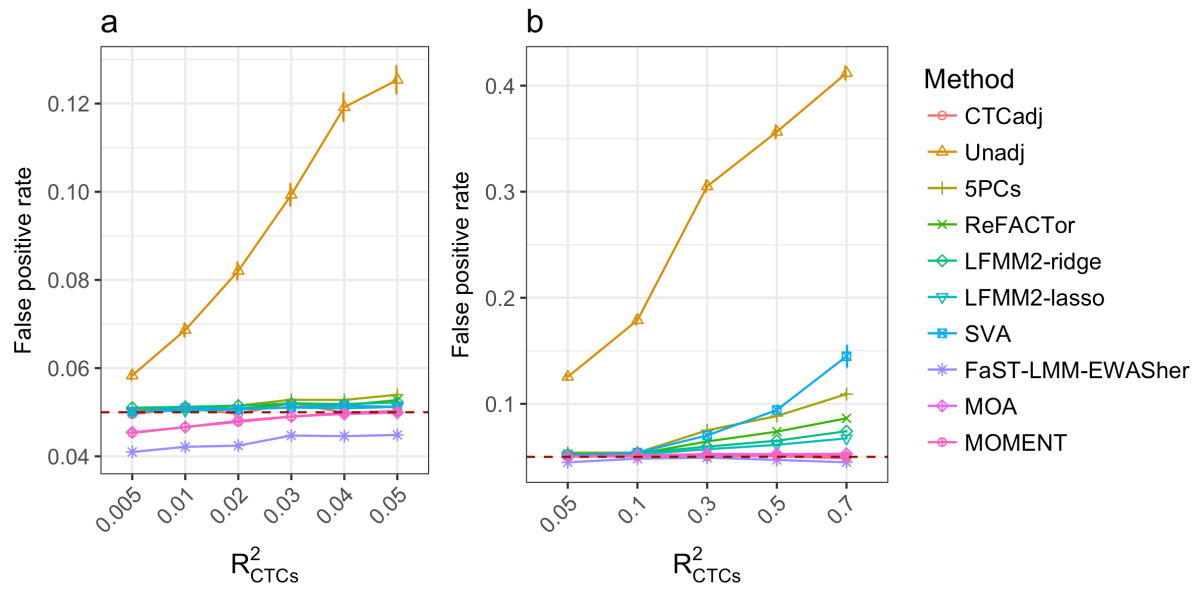 a
False positive rate
0.12
0.10
0.08
0.06
0.04
0.005
0.01
0.02
0.03
0.04
0.05
R²CTCs
b
False positive rate
0.4
0.3
0.2
0.1
0.05
0.1
0.3
0.5
0.7
R²CTCs
Method
CTCadj
Unadj
5PCs
ReFACTor
LFMM2-ridge
LFMM2-lasso
SVA
FaST-LMM-EWASher
MOA
MOMENT